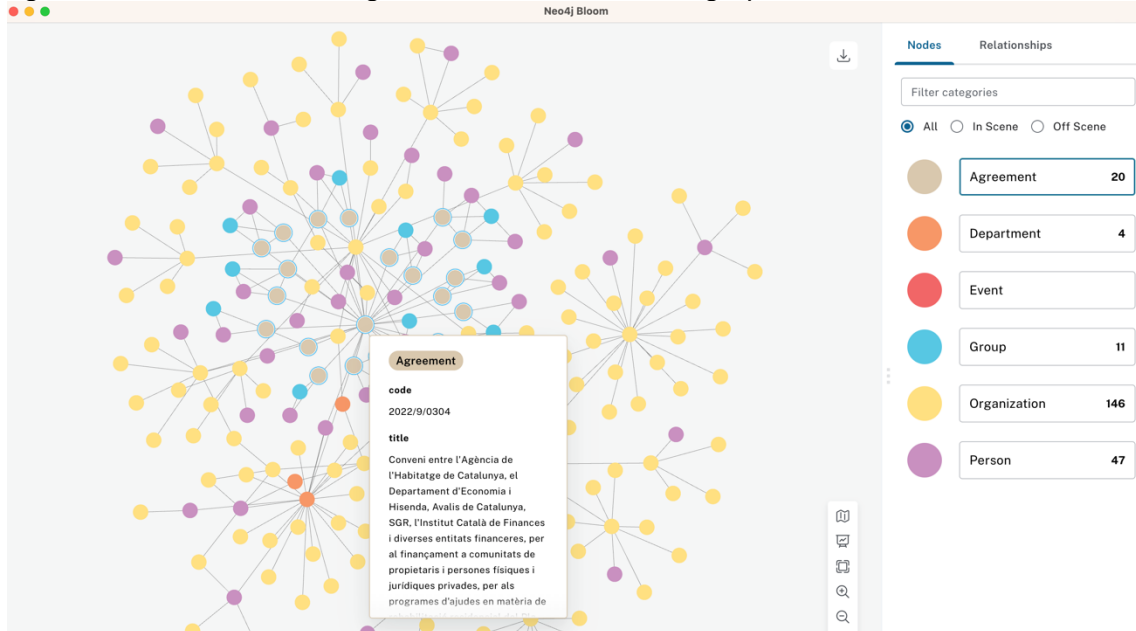 Neo4j Bloom
Nodes
Relationships
Filter categories
All
In Scene
Off Scene
Agreement 20
Department 4
Event
Group 11
Organization 146
Person 47
Agreement
code
2022/9/0304
title
Conveni entre l'Agència de
l'Habitatge de Catalunya, el
Departament d'Economia i
Hisenda, Avalis de Catalunya,
SGR, l'Institut Català de Finances
i diverses entitats financeres, per
al finançament a comunitats de
propietaris i persones físiques i
jurídiques privades, per als
programes d'ajudes en matèria de